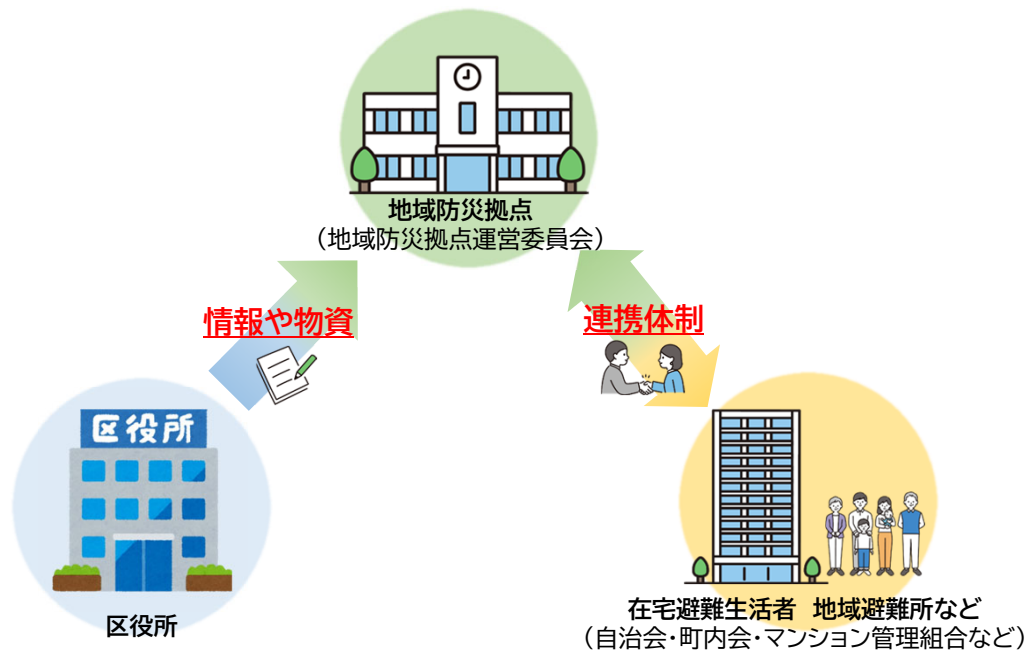 地域防災拠点
（地域防災拠点運営委員会）
情報や物資
連携体制
区役所
区役所
在宅避難生活者　地域避難所など
（自治会・町内会・マンション管理組合など）